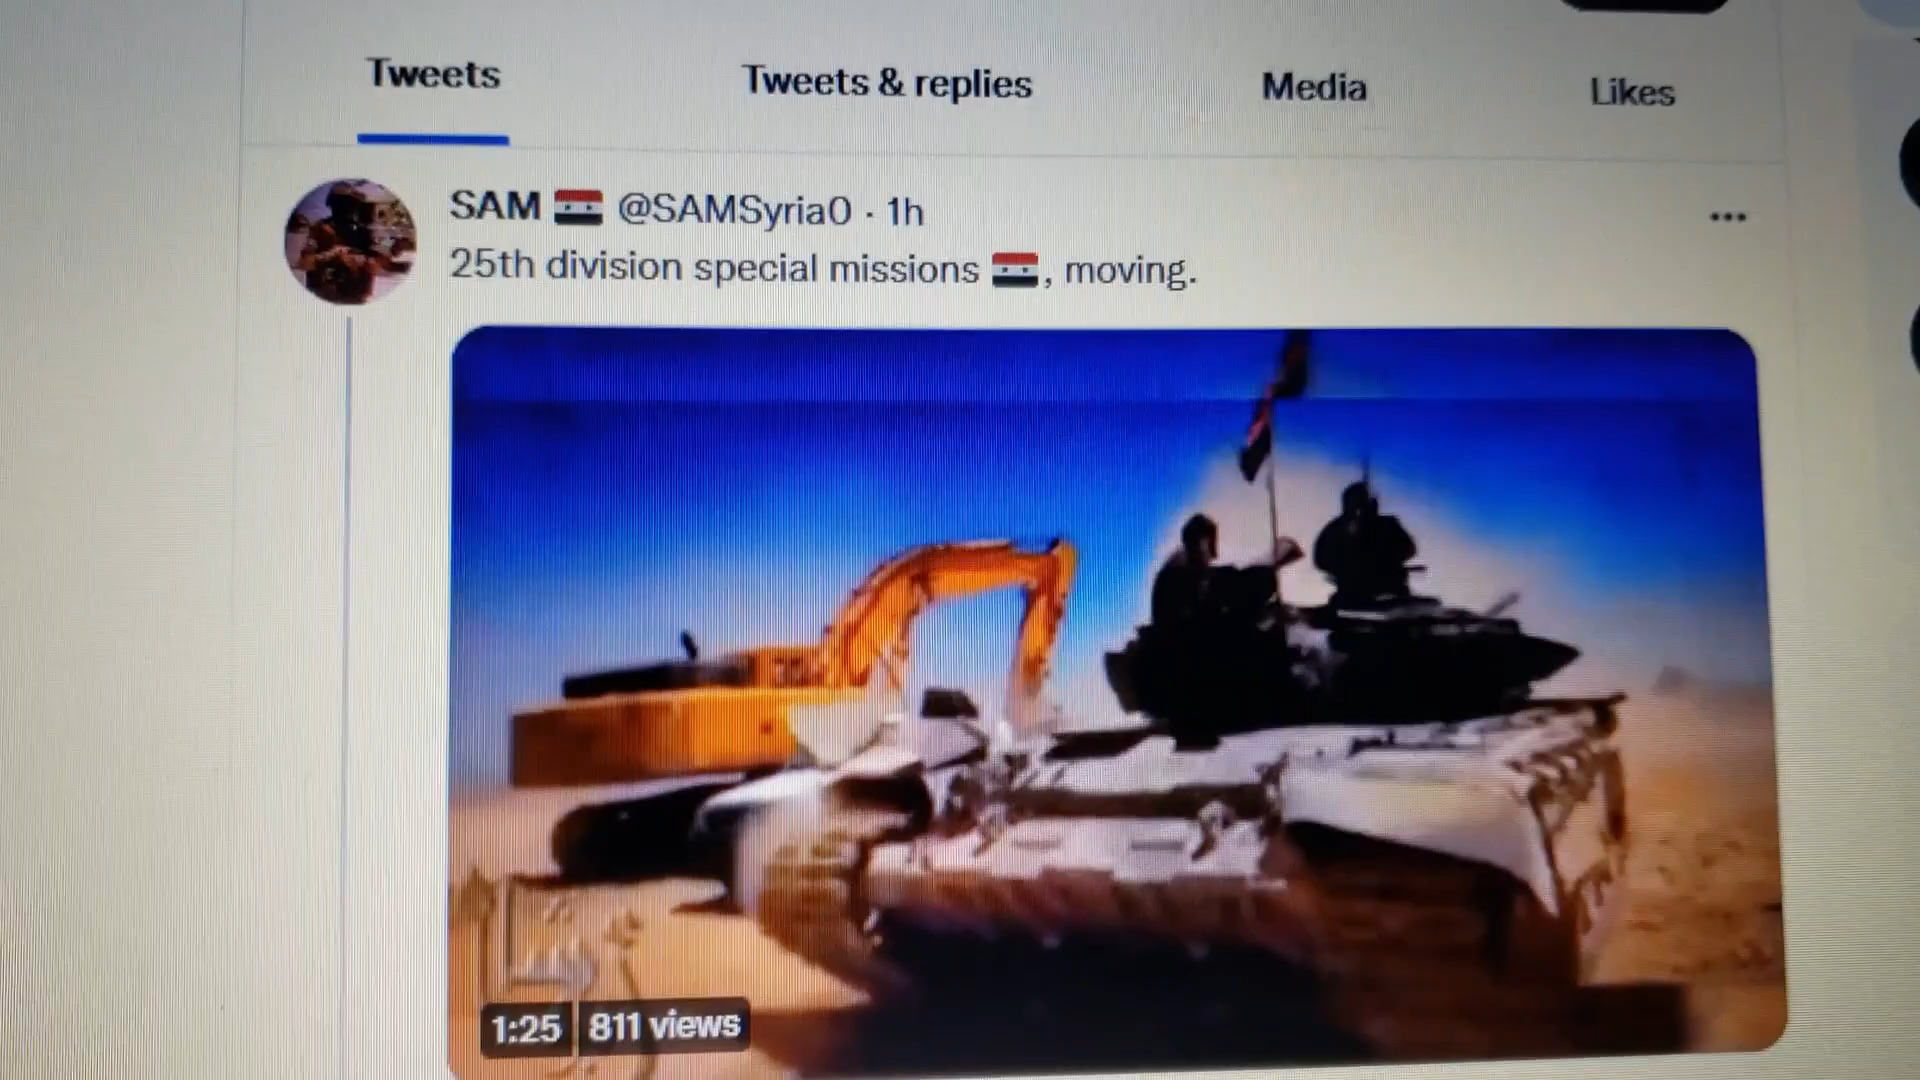 Tweets
Tweets & replies
Media
Likes
SAM 🇸🇾 @SAMSyria0 · 1h
25th division special missions 🇸🇾, moving.
1:25
811 views